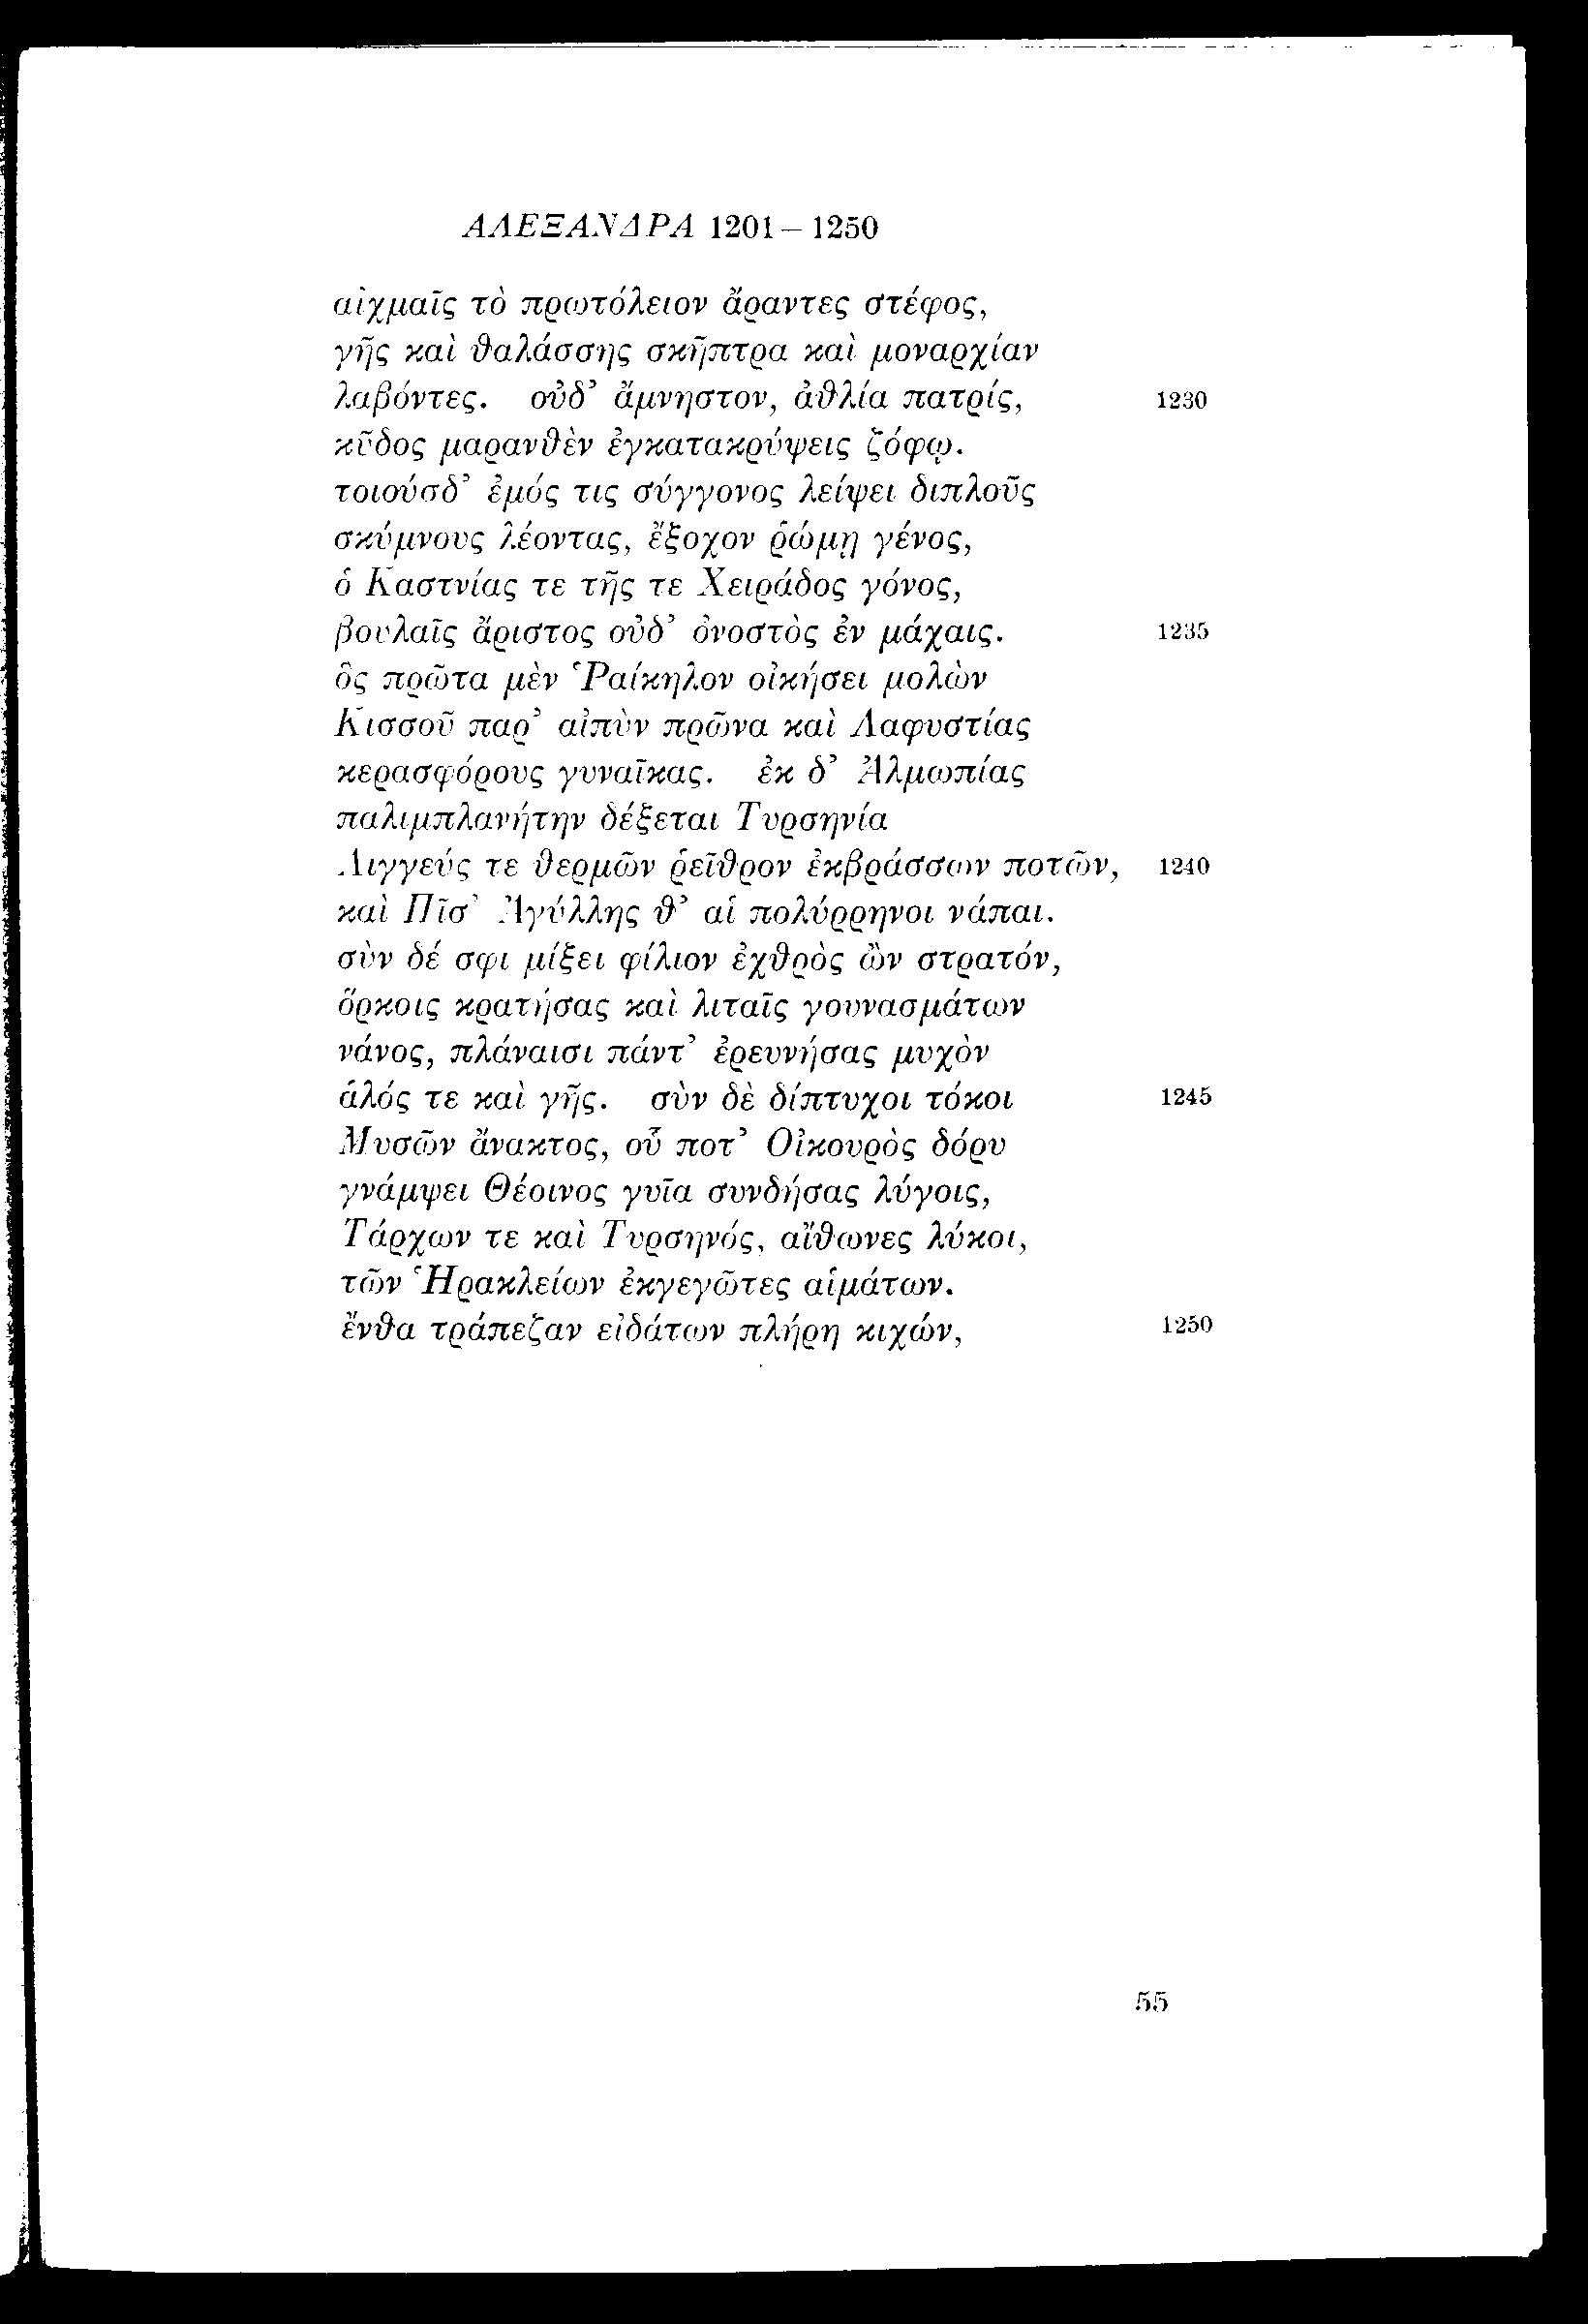 ΑΛΕΞΑΝΔΡΑ 1201 – 1250
αἰχμαῖς τὸ πρωτόλειον ἄραντες στέφος,
γῆς καὶ θαλάσσης σκῆπτρα καὶ μοναρχίαν
λαβόντες. οὐδ’ ἄμνηστον, ἀθλία πατρίς, 1230
κῦδος μαρανθὲν ἐγκατακρύψεις ζόφῳ.
τοιούσδ’ ἐμός τις σύγγονος λείψει διπλοῦς
σκύμνους λέοντας, ἔξοχον ῥώμῃ γένος,
ὁ Καστνίας τε τῆς τε Χειράδος γόνος,
βουλαῖς ἄριστος οὐδ’ ὀνοστὸς ἐν μάχαις. 1235
ὃς πρῶτα μὲν Ῥαίκηλον οἰκήσει μολὼν
Κισσοῦ παρ’ αἰπὺν πρῶνα καὶ Λαφυστίας
κερασφόρους γυναῖκας. ἐκ δ’ Ἀλμωπίας
παλιμπλανήτην δέξεται Τυρσηνία
Λιγγεύς τε θερμῶν ῥεῖθρον ἐκβράσσων ποτῶν, 1240
καὶ Πῖσ’ Ἀγύλλης θ’ αἱ πολύρρηνοι νάπαι.
σὺν δέ σφι μίξει φίλιον ἐχθρὸς ὢν στρατόν,
ὅρκοις κρατήσας καὶ λιταῖς γουνασμάτων
νάνος, πλάναισι πάντ’ ἐρευνήσας μυχὸν
ἁλός τε καὶ γῆς. σὺν δὲ δίπτυχοι τόκοι 1245
Μυσῶν ἄνακτος, οὗ ποτ’ Οἰκουρὸς δόρυ
γνάμψει Θέοινος γυῖα συνδήσας λύγοις,
Τάρχων τε καὶ Τυρσηνός, αἴθωνες λύκοι,
τῶν Ἡρακλείων ἐκγεγῶτες αἱμάτων.
ἔνθα τράπεζαν εἰδάτων πλήρη κιχών, 1250
55